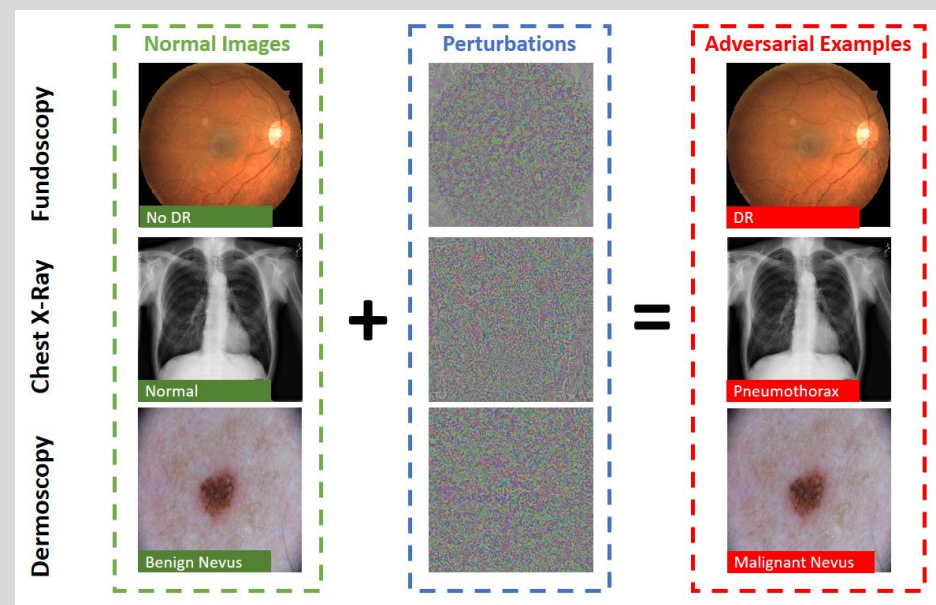 Normal Images
Perturbations
Adversarial Examples
Fundoscopy
No DR
DR
Chest X-Ray
+
=
Normal
Pneumothorax
Dermoscopy
Benign Nevus
Malignant Nevus